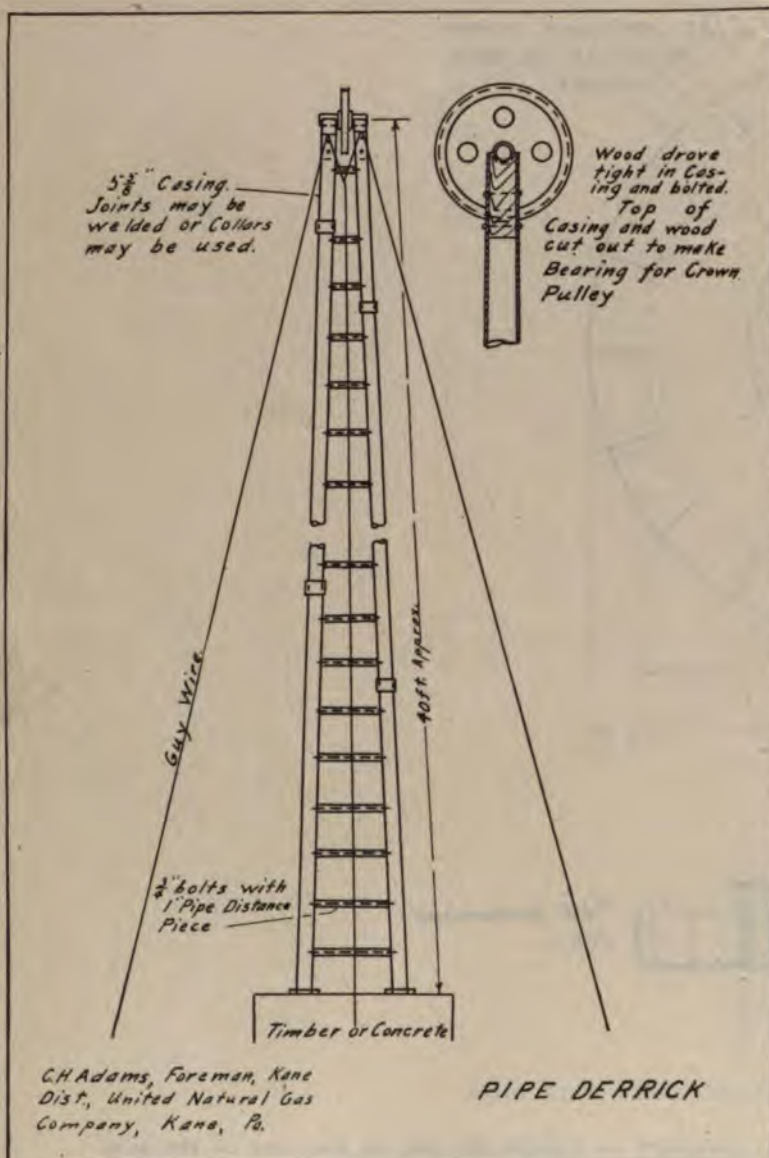 5 5/8" Casing.
Joints may be
welded or Collars
may be used.
Wood drove
tight in Cas-
ing and bolted.
Top of
Casing and wood
cut out to make
Bearing for Crown
Pulley
Guy Wire.
40ft. Approx.
3/4" bolts with
1" Pipe Distance
Piece
Timber or Concrete
C.H.Adams, Foreman, Kane
Dist., United Natural Gas
Company, Kane, Pa.
PIPE DERRICK